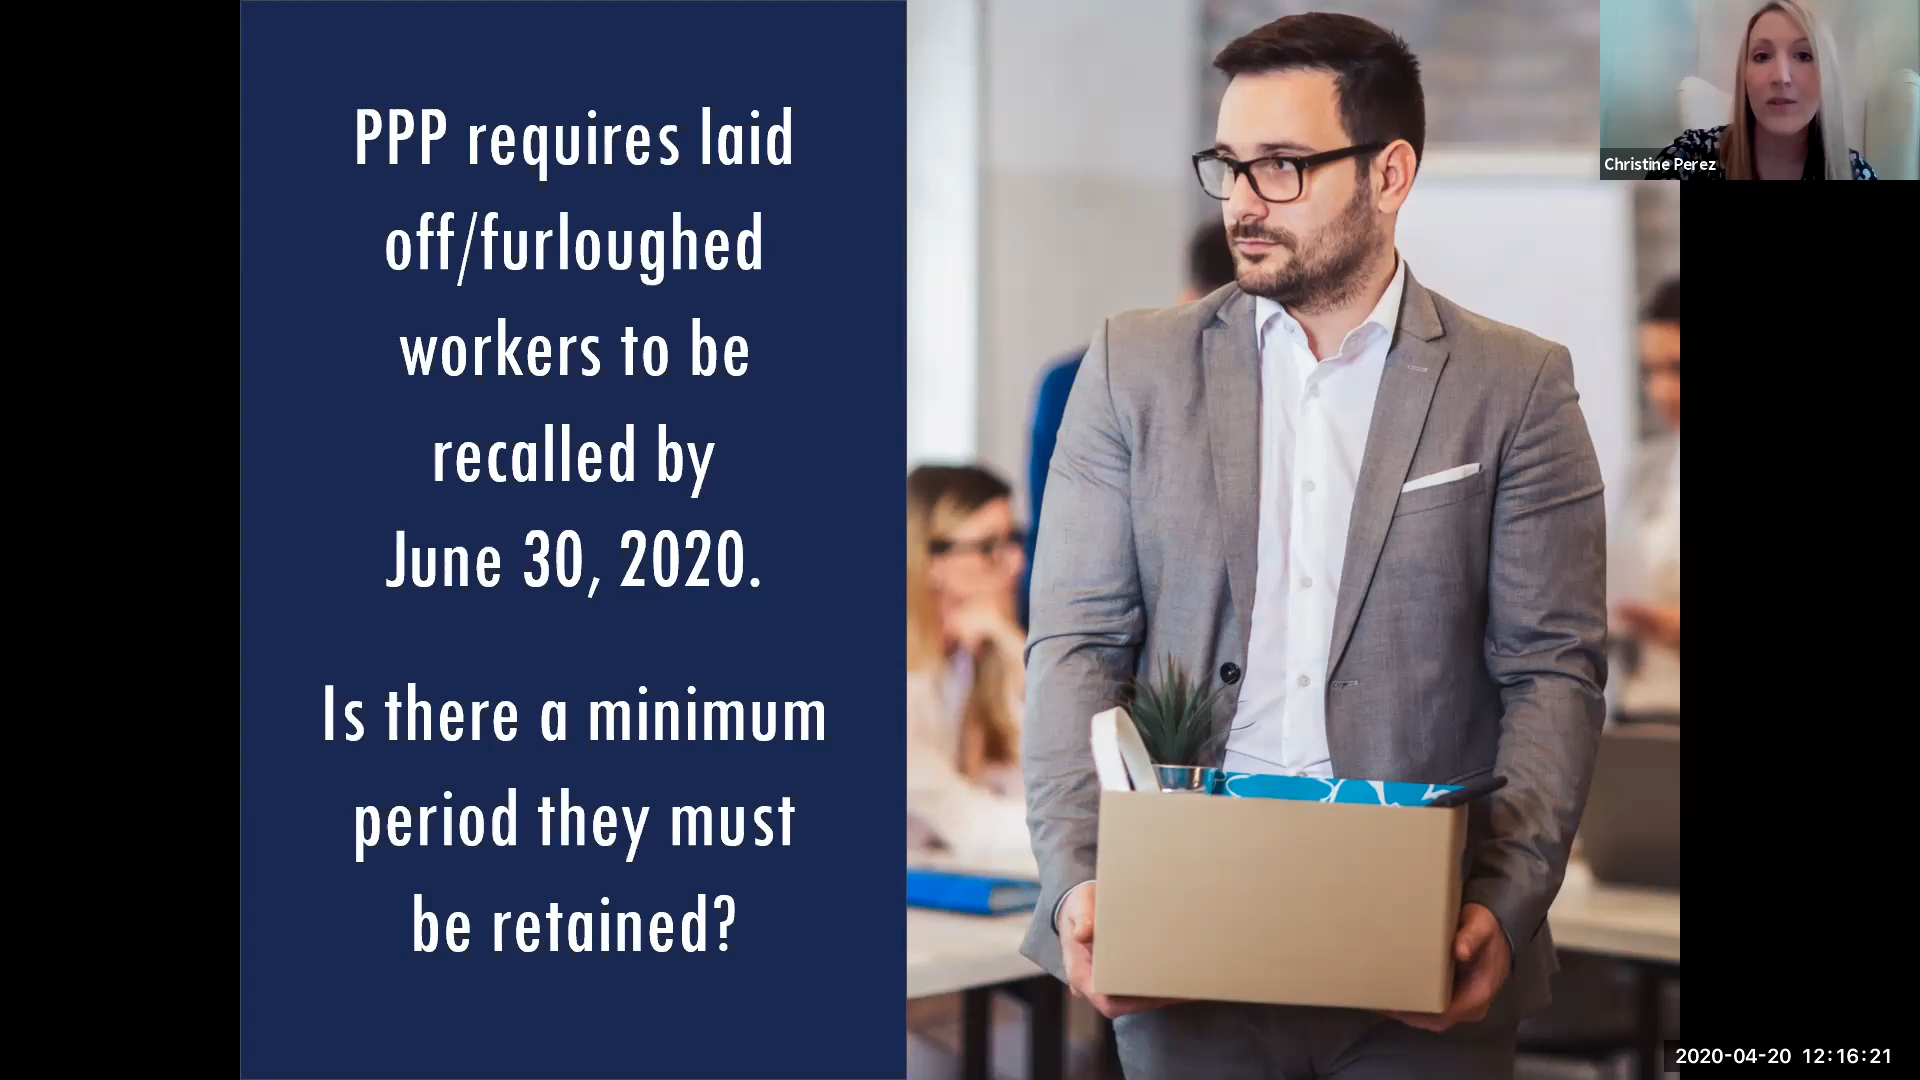 PPP requires laid
off/furloughed
workers to be
recalled by
June 30, 2020.
Is there a minimum
period they must
be retained?
Christine Perez
2020-04-20 12:16:21